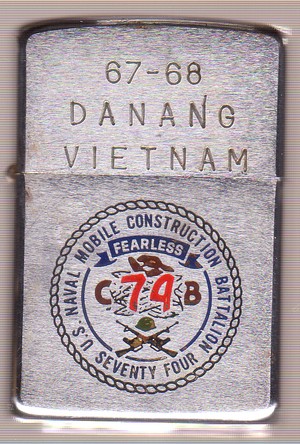 67-68
DANANG
VIETNAM
U.S. NAVAL MOBILE CONSTRUCTION BATTALION
FEARLESS
C 74 B
SEVENTY FOUR